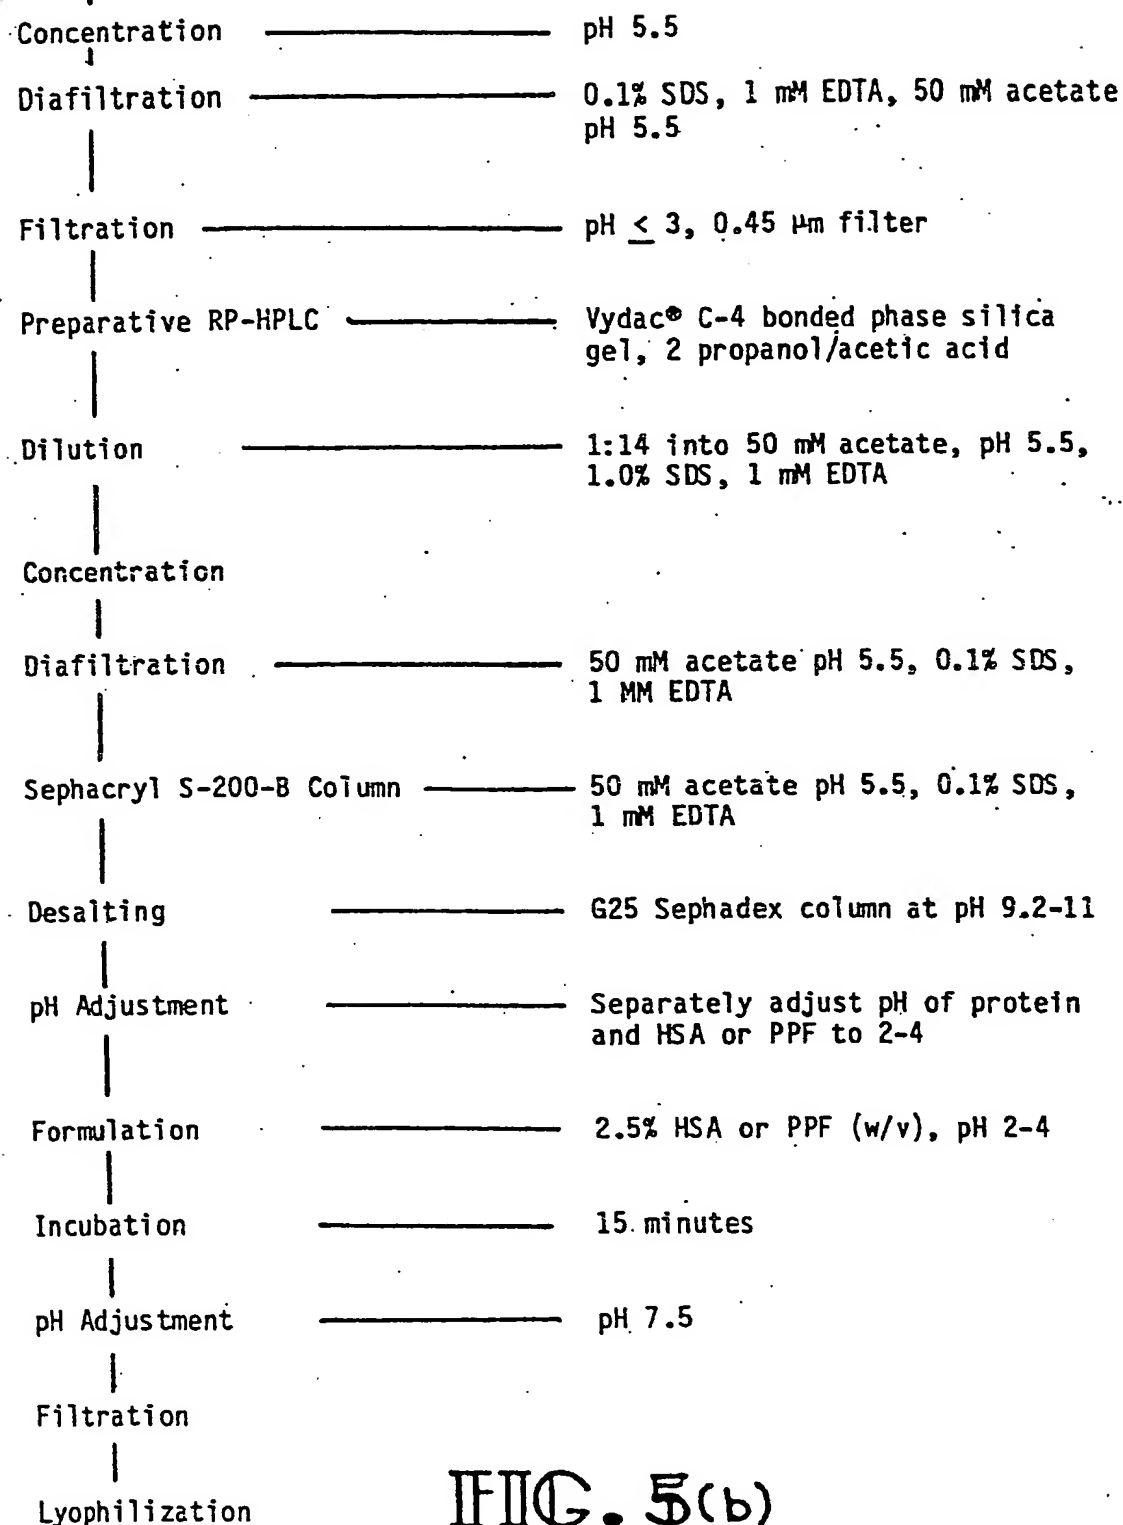 Concentration pH 5.5
Diafiltration 0.1% SDS, 1 mM EDTA, 50 mM acetate
pH 5.5
Filtration pH ≤ 3, 0.45 µm filter
Preparative RP-HPLC Vydac® C-4 bonded phase silica
gel, 2 propanol/acetic acid
Dilution 1:14 into 50 mM acetate, pH 5.5,
1.0% SDS, 1 mM EDTA
Concentration
Diafiltration 50 mM acetate pH 5.5, 0.1% SDS,
1 MM EDTA
Sephacryl S-200-B Column 50 mM acetate pH 5.5, 0.1% SDS,
1 mM EDTA
Desalting G25 Sephadex column at pH 9.2-11
pH Adjustment Separately adjust pH of protein
and HSA or PPF to 2-4
Formulation 2.5% HSA or PPF (w/v), pH 2-4
Incubation 15 minutes
pH Adjustment pH 7.5
Filtration
Lyophilization
FIG. 5(b)